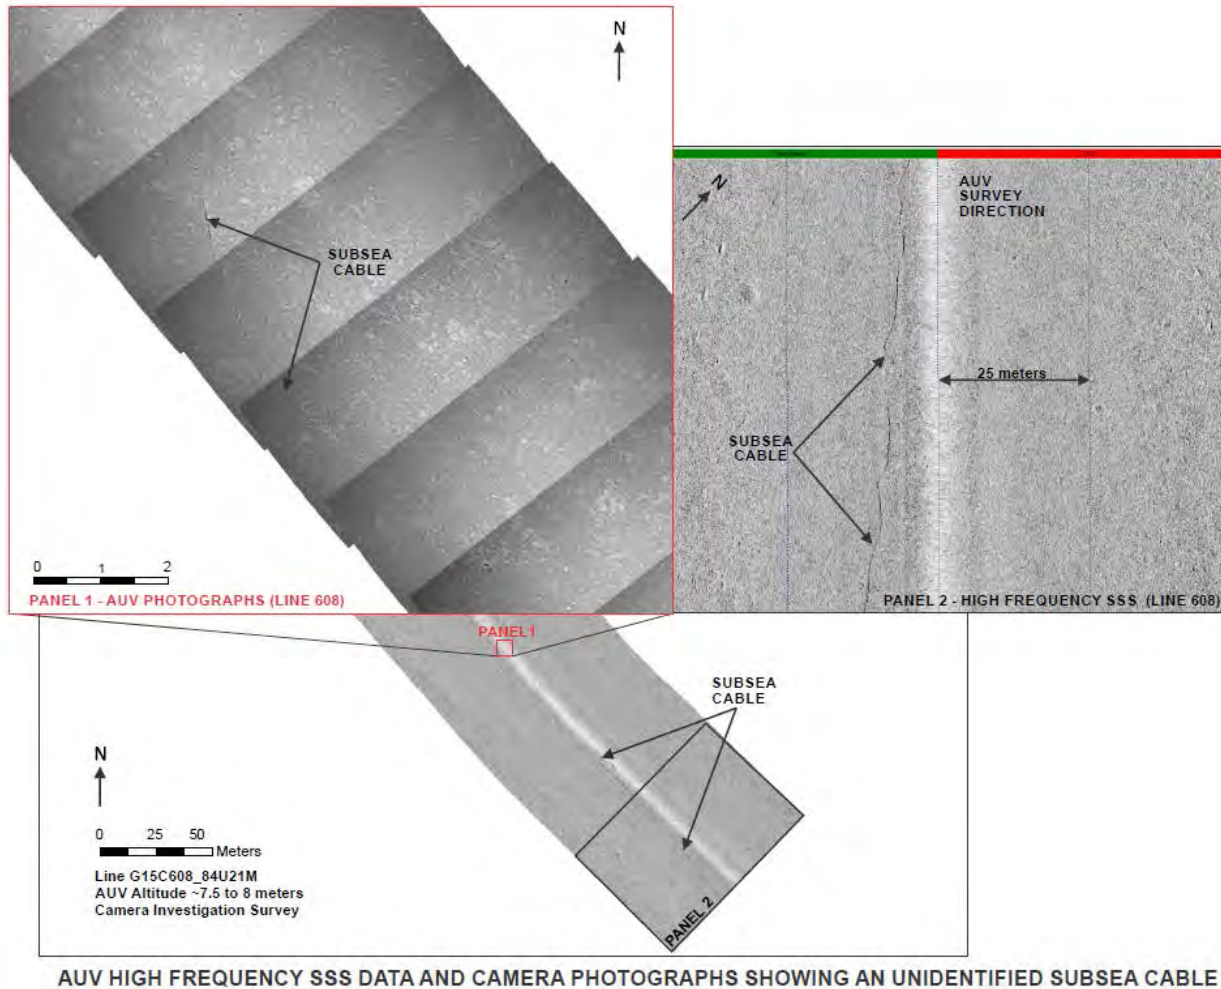 N
SUBSEA
CABLE
0 1 2
PANEL 1 - AUV PHOTOGRAPHS (LINE 608)
N
AUV
SURVEY
DIRECTION
25 meters
SUBSEA
CABLE
PANEL 2 - HIGH FREQUENCY SSS (LINE 608)
PANEL1
SUBSEA
CABLE
N
0 25 50
Meters
Line G15C608_84U21M
AUV Altitude ~7.5 to 8 meters
Camera Investigation Survey
PANEL 2
AUV HIGH FREQUENCY SSS DATA AND CAMERA PHOTOGRAPHS SHOWING AN UNIDENTIFIED SUBSEA CABLE